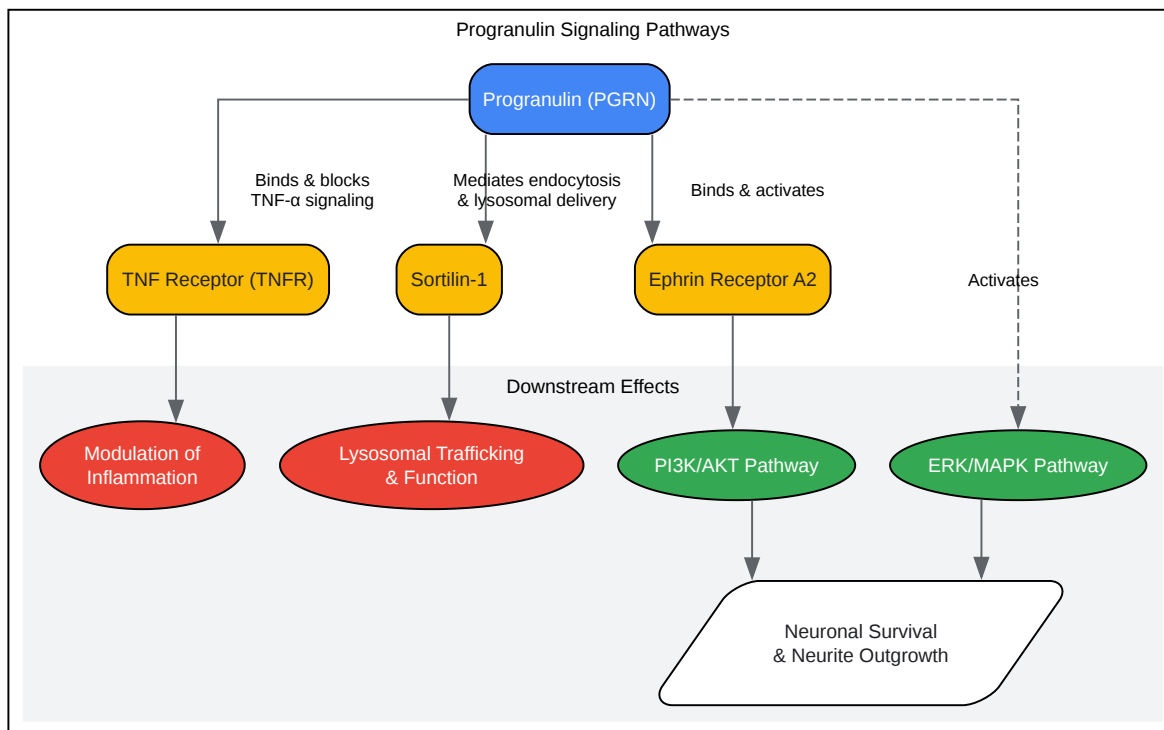 Progranulin Signaling Pathways
Progranulin (PGRN)
Binds & blocks
TNF-α signaling
Mediates endocytosis
& lysosomal delivery
Binds & activates
TNF Receptor (TNFR)
Sortilin-1
Ephrin Receptor A2
Activates
Downstream Effects
Modulation of
Inflammation
Lysosomal Trafficking
& Function
PI3K/AKT Pathway
ERK/MAPK Pathway
Neuronal Survival
& Neurite Outgrowth